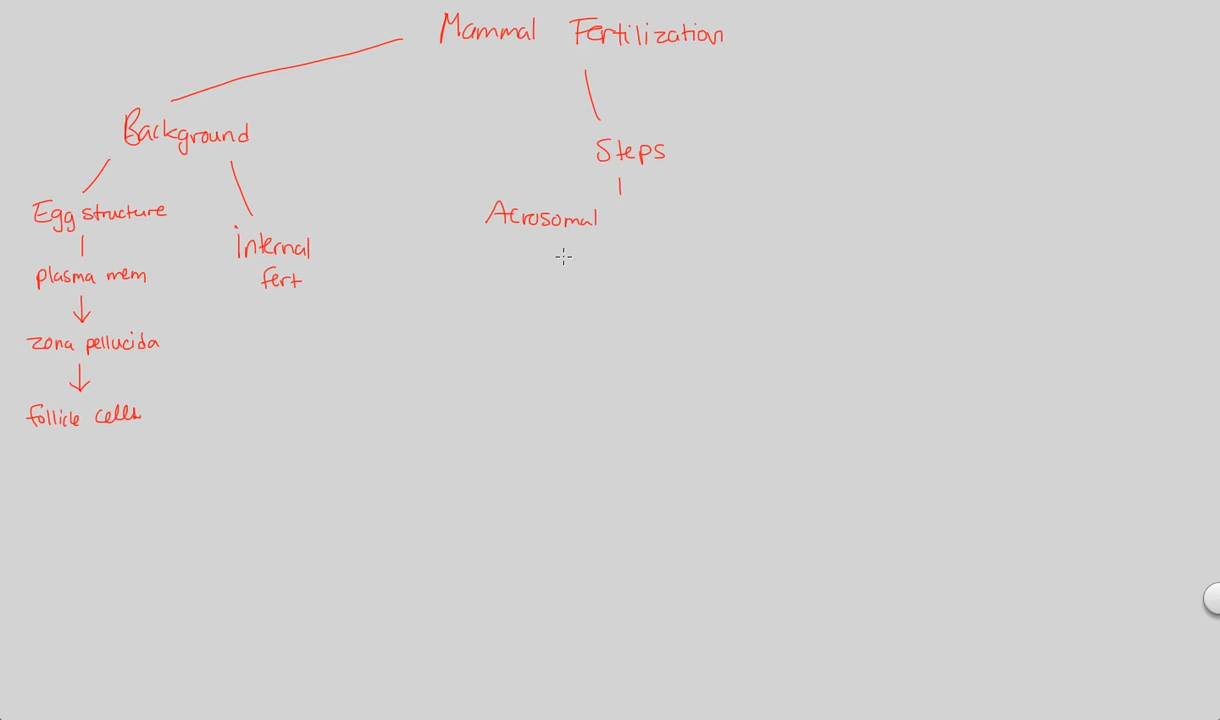 Mammal Fertilization
Background
Steps
Egg structure
Acrosomal
internal
fert
plasma mem
zona pellucida
follicle cells